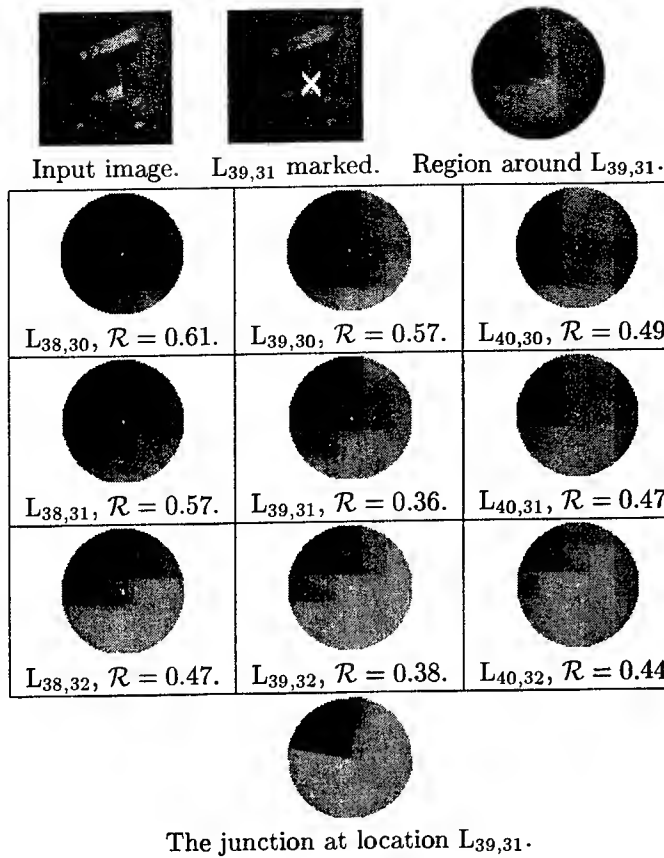 Input image. L39,31 marked. Region around L39,31.
L38,30, R = 0.61. L39,30, R = 0.57. L40,30, R = 0.49
L38,31, R = 0.57. L39,31, R = 0.36. L40,31, R = 0.47
L38,32, R = 0.47. L39,32, R = 0.38. L40,32, R = 0.44
The junction at location L39,31.